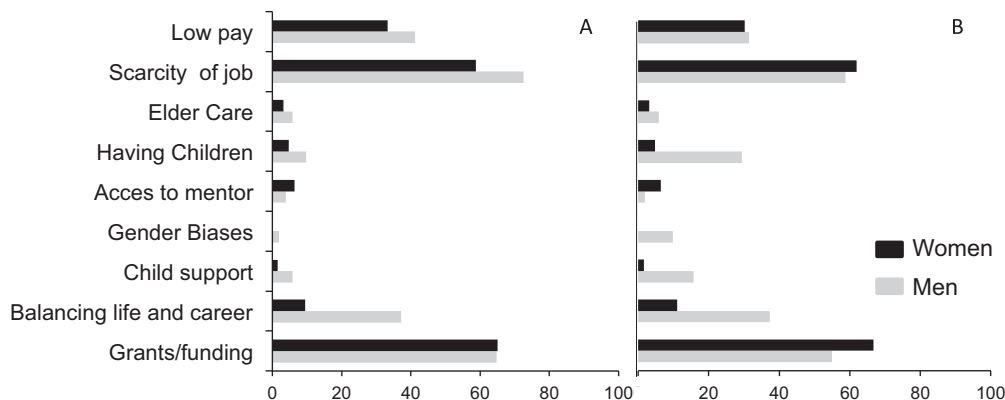 A
B
Low pay
Scarcity of job
Elder Care
Having Children
Acces to mentor
Gender Biases
Child support
Balancing life and career
Grants/funding
Women
Men
0 20 40 60 80 100
20 40 60 80 100